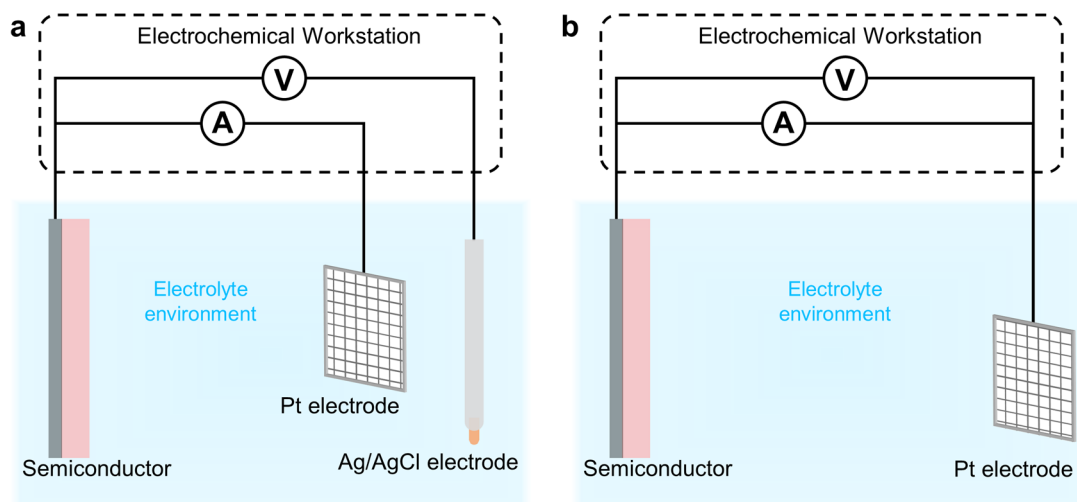 a
Electrochemical Workstation
V
A
Electrolyte
environment
Pt electrode
Semiconductor
Ag/AgCl electrode
b
Electrochemical Workstation
V
A
Electrolyte
environment
Semiconductor
Pt electrode